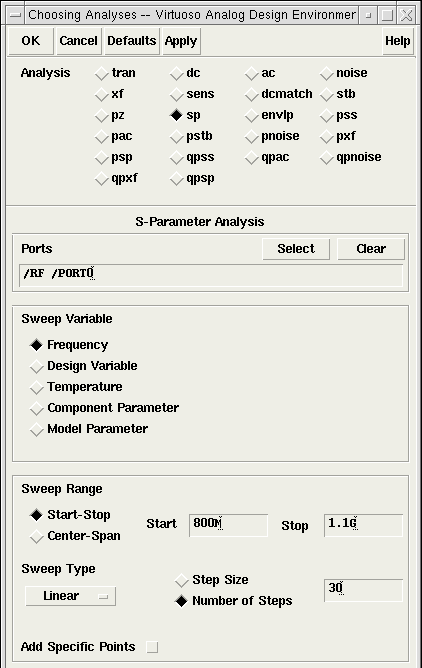 Choosing Analyses -- Virtuoso Analog Design Environmer
OK Cancel Defaults Apply Help
Analysis tran dc ac noise
xf sens dcmatch stb
pz sp envlp pss
pac pstb pnoise pxf
psp qpss qpac qpnoise
qpxf qpsp
S-Parameter Analysis
Ports Select Clear
/RF /PORT0
Sweep Variable
Frequency
Design Variable
Temperature
Component Parameter
Model Parameter
Sweep Range
Start-Stop
Center-Span
Start 800M Stop 1.1G
Sweep Type
Linear
Step Size
Number of Steps
30
Add Specific Points